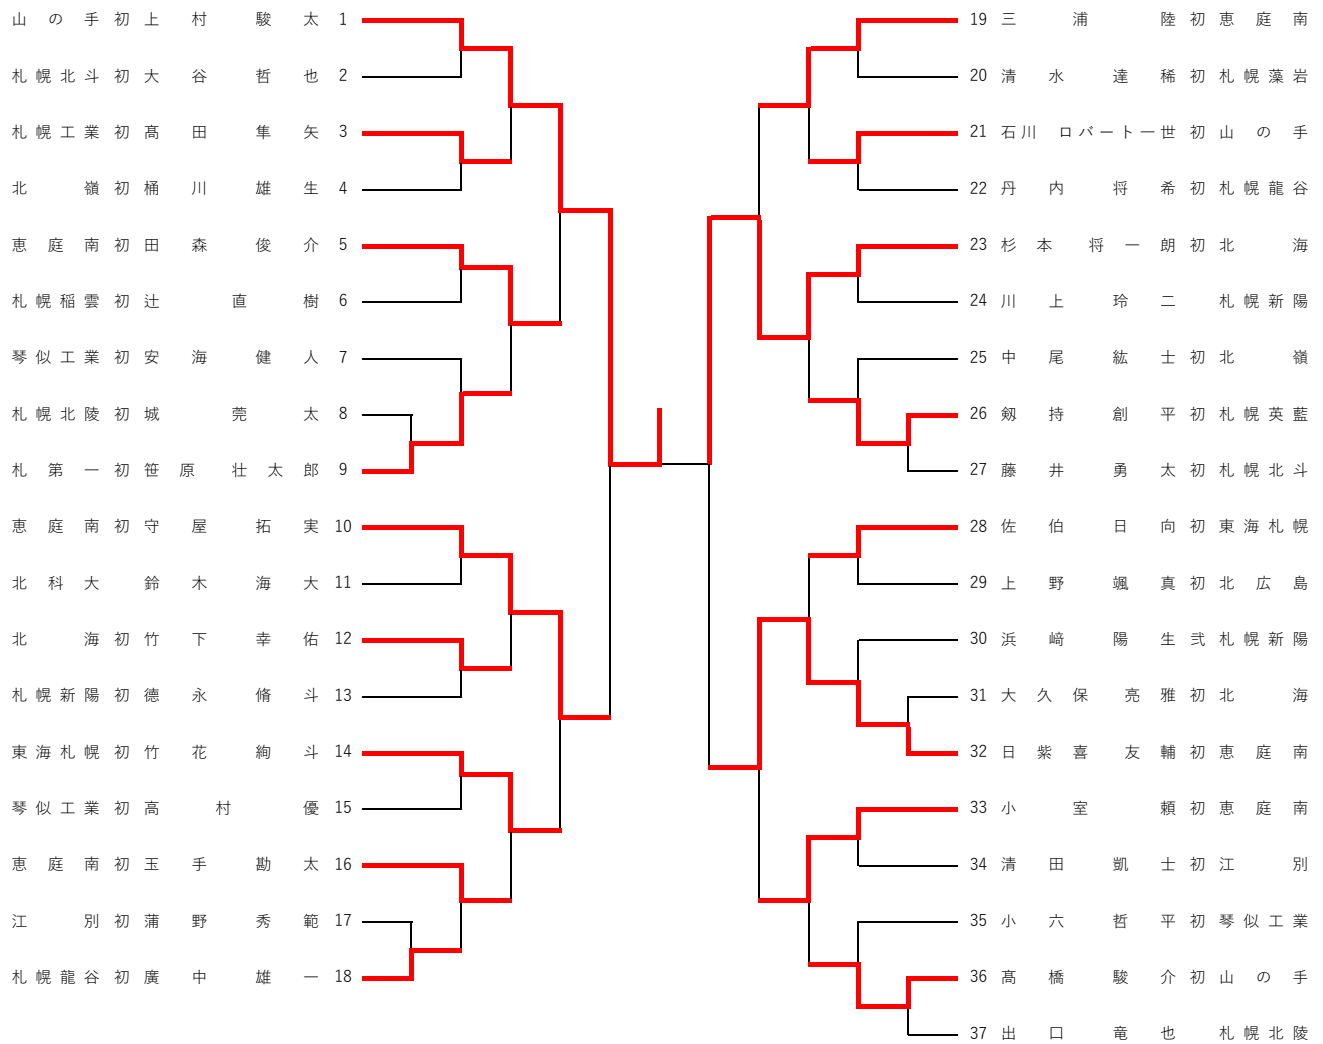 山の手 初 上村駿太 1
札幌北斗 初 大谷哲也 2
札幌工業 初 髙田隼矢 3
北嶺 初 桶川雄生 4
恵庭南 初 田森俊介 5
札幌稲雲 初 辻直樹 6
琴似工業 初 安海健人 7
札幌北陵 初 城莞太 8
札第一 初 笹原壮太郎 9
恵庭南 初 守屋拓実 10
北科大 鈴木海大 11
北海 初 竹下幸佑 12
札幌新陽 初 德永脩斗 13
東海札幌 初 竹花絢斗 14
琴似工業 初 高村優 15
恵庭南 初 玉手勘太 16
江別 初 蒲野秀範 17
札幌龍谷 初 廣中雄一 18
19 三浦陸 初 恵庭南
20 清水達稀 初 札幌藻岩
21 石川 ロバート一世 初 山の手
22 丹内将希 初 札幌龍谷
23 杉本将一朗 初 北海
24 川上玲二 札幌新陽
25 中尾紘士 初 北嶺
26 剱持創平 初 札幌英藍
27 藤井勇太 初 札幌北斗
28 佐伯日向 初 東海札幌
29 上野颯真 初 北広島
30 浜﨑陽生 弐 札幌新陽
31 大久保亮雅 初 北海
32 日紫喜友輔 初 恵庭南
33 小室頼 初 恵庭南
34 清田凱士 初 江別
35 小六哲平 初 琴似工業
36 髙橋駿介 初 山の手
37 出口竜也 札幌北陵